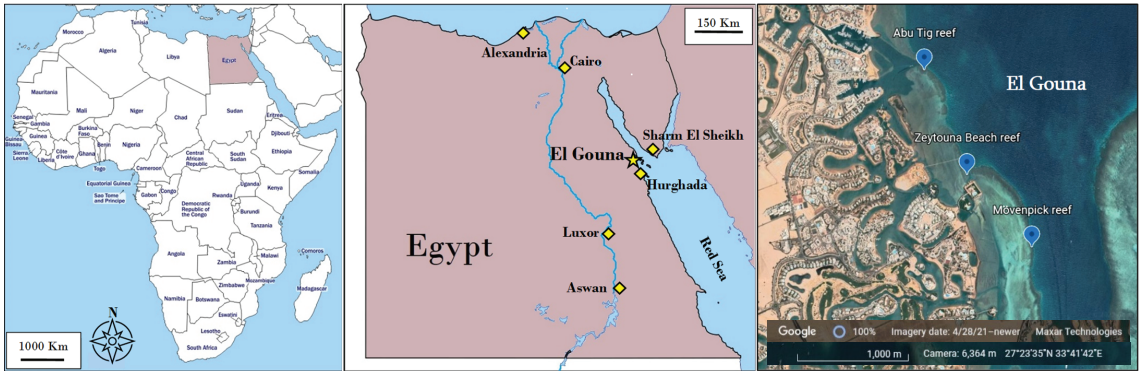 Tunisia
Morocco
Algeria
Libya
Egypt
Mauritania
Mali
Niger
Chad
Sudan
Eritrea
Senegal
Gambia
Guinea
Bissau
Guinea
Burkina
Faso
Benin
Nigeria
Djibouti
Sierra
Leone
Liberia
Côte
d'Ivoire
Ghana
Togo
Central
African
Republic
South
Sudan
Ethiopia
Somalia
Cameroon
Equatorial Guinea
Sao Tome
and Principe
Gabon
Congo
Democratic
Republic of
the Congo
Uganda
Kenya
Rwanda
Burundi
Tanzania
Comoros
Angola
Zambia
Malawi
Mozambique
Zimbabwe
Madagascar
Namibia
Botswana
Eswatini
Lesotho
South Africa
N
1000 Km
150 Km
Alexandria
Cairo
Sharm El Sheikh
El Gouna
Hurghada
Luxor
Egypt
Red Sea
Aswan
Abu Tig reef
El Gouna
Zeytouna Beach reef
Mövenpick reef
Google 100% Imagery date: 4/28/21–newer Maxar Technologies
1,000 m Camera: 6,364 m 27°23'35"N 33°41'42"E